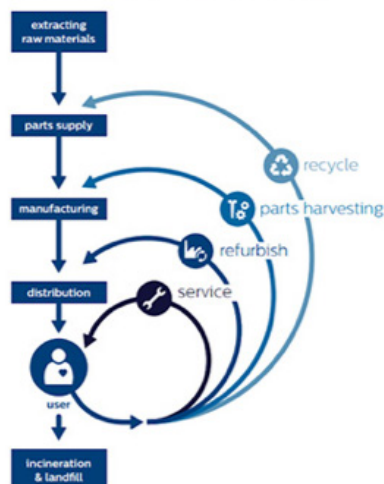 extracting
raw materials
parts supply
recycle
manufacturing
parts harvesting
refurbish
distribution
service
user
incineration
& landfill